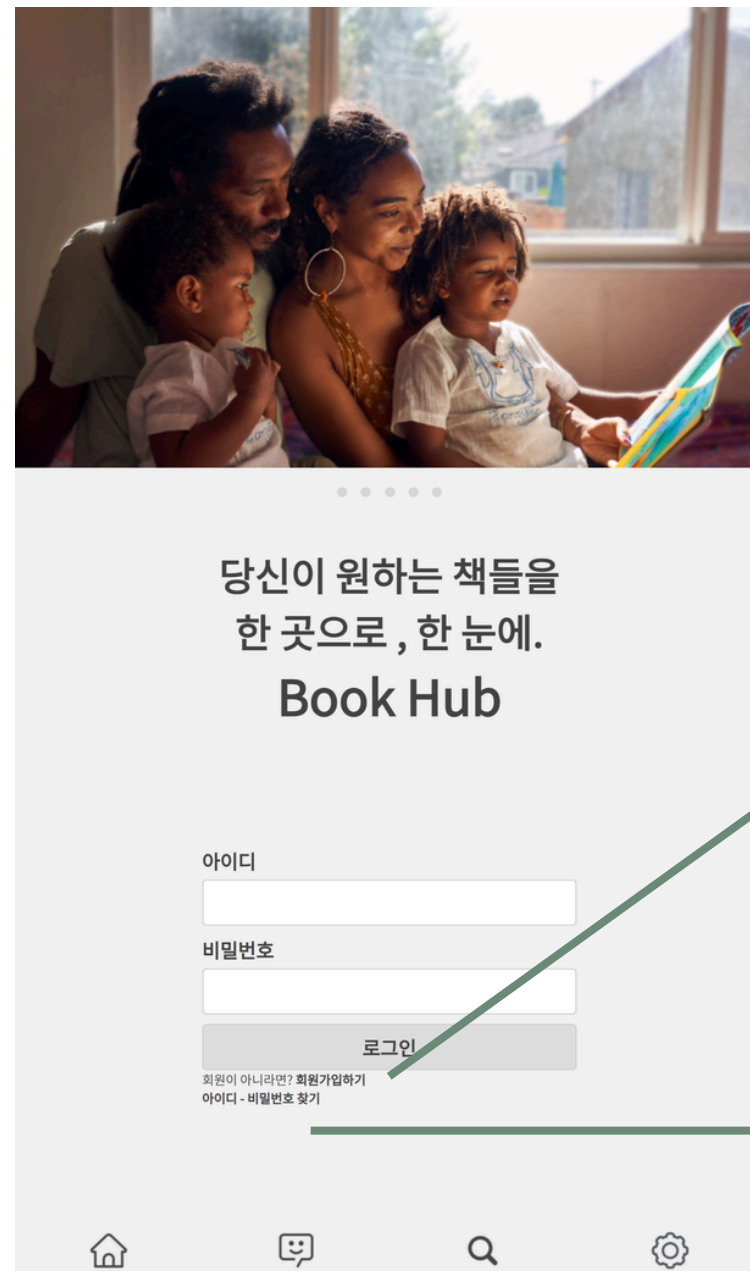 당신이 원하는 책들을
한 곳으로 , 한 눈에.
Book Hub
아이디
비밀번호
로그인
회원이 아니라면? 회원가입하기
아이디 - 비밀번호 찾기